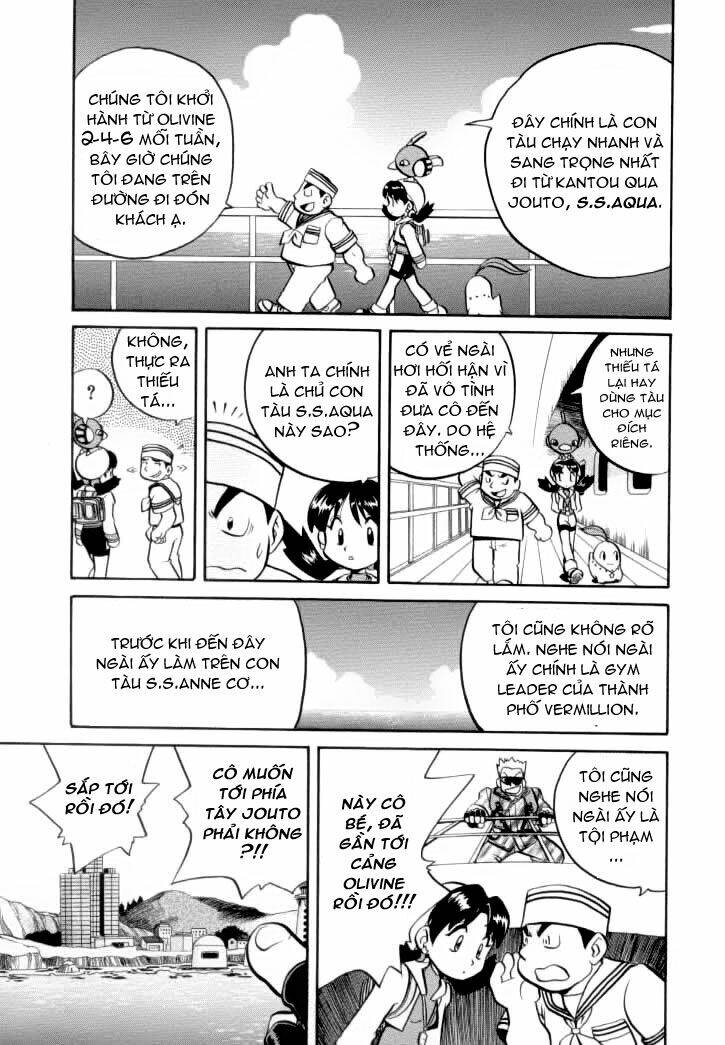 ĐÂY CHÍNH LÀ CON
TÀU CHẠY NHANH VÀ
SANG TRỌNG NHẤT
ĐI TỪ KANTOU QUA
JOUTO, S.S.AQUA.
CHÚNG TÔI KHỞI
HÀNH TỪ OLIVINE
2-4-6 MỖI TUẦN,
BÂY GIỜ CHÚNG
TÔI ĐANG TRÊN
ĐƯỜNG ĐI ĐÓN
KHÁCH Ạ.
NHƯNG
THIẾU TÁ
LẠI HAY
DÙNG TÀU
CHO MỤC
ĐÍCH
RIÊNG.
CÓ VẺ NGÀI
HƠI HỐI HẬN VÌ
ĐÃ VÔ TÌNH
ĐƯA CÔ ĐẾN
ĐÂY. DO HỆ
THỐNG...
ANH TA CHÍNH
LÀ CHỦ CON
TÀU S.S.AQUA
NÀY SAO?
KHÔNG,
THỰC RA
THIẾU
TÁ...
?
TÔI CŨNG KHÔNG RÕ
LẮM. NGHE NÓI NGÀI
ẤY CHÍNH LÀ GYM
LEADER CỦA THÀNH
PHỐ VERMILLION.
TRƯỚC KHI ĐẾN ĐÂY
NGÀI ẤY LÀM TRÊN CON
TÀU S.S.ANNE CƠ...
TÔI CŨNG
NGHE NÓI
NGÀI ẤY LÀ
TỘI PHẠM
...
NÀY CÔ
BÉ, ĐÃ
GẦN TỚI
CẢNG
OLIVINE
RỒI ĐÓ!!!
CÔ MUỐN
TỚI PHÍA
TÂY JOUTO
PHẢI KHÔNG
?!!
SẮP TỚI
RỒI ĐÓ!